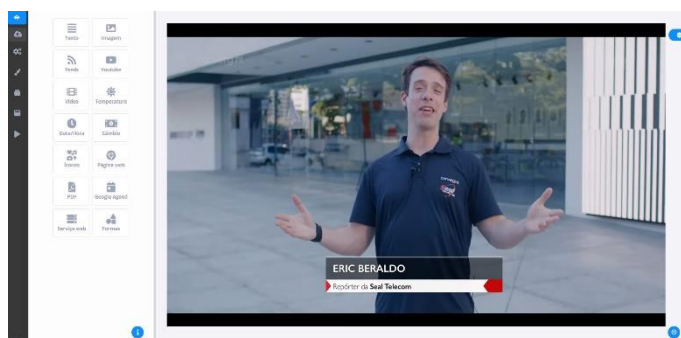 Texto
Imagem
Feeds
Youtube
Vídeo
Temperatura
Data/Hora
Câmbio
Ícones
Página web
PDF
Google Agend
Serviço web
Formas
ERIC BERALDO
Repórter da Seal Telecom